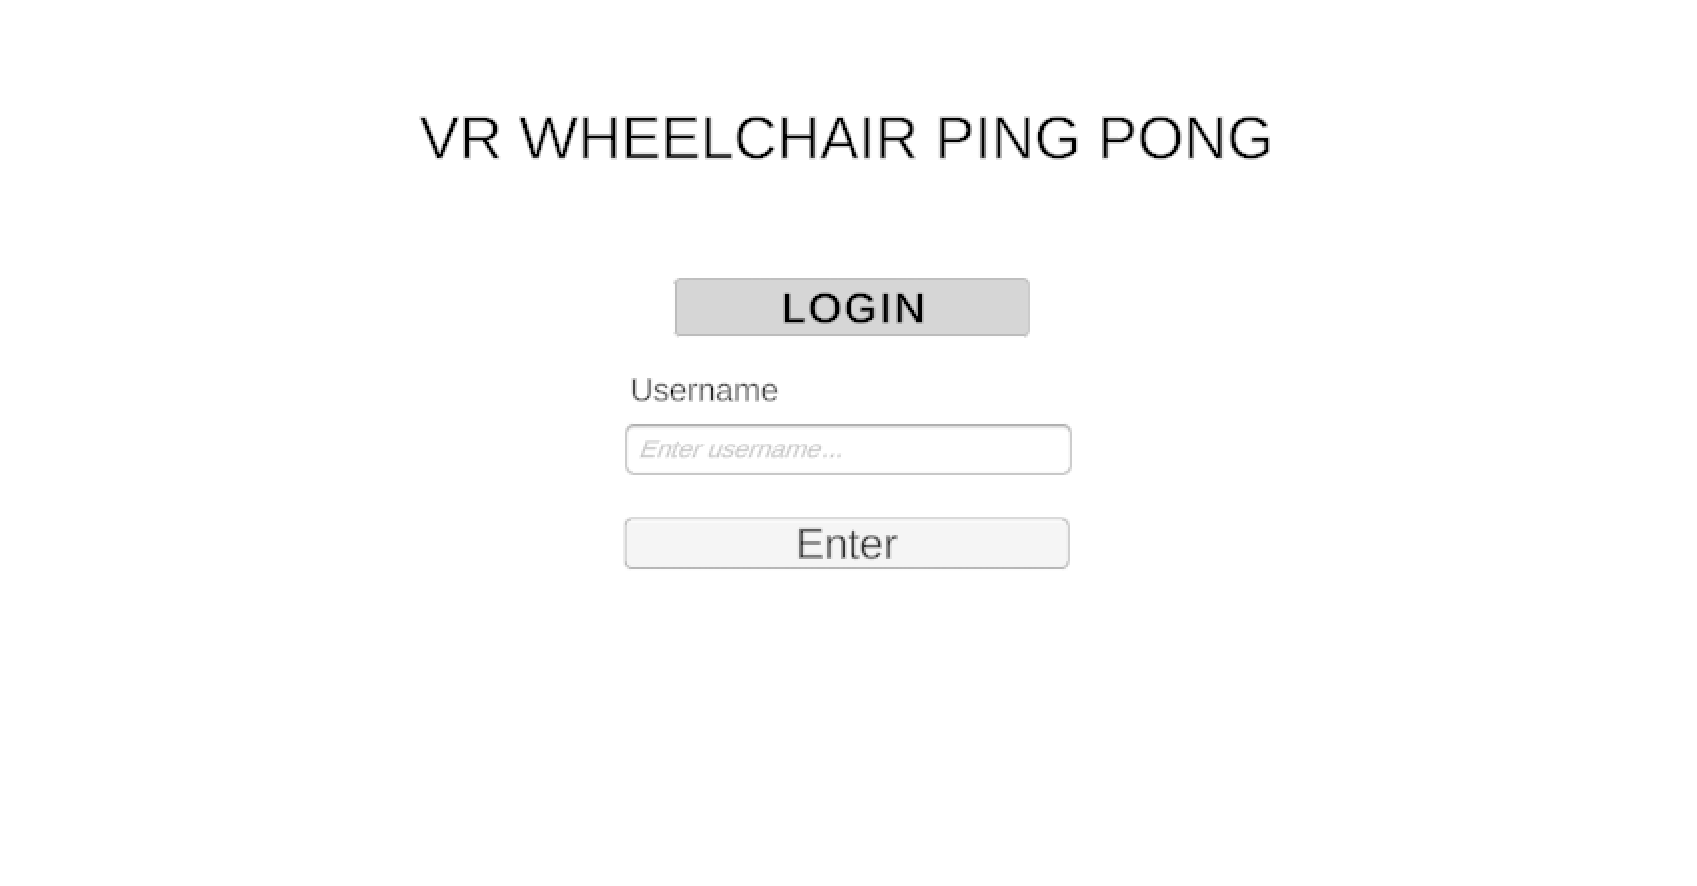 VR WHEELCHAIR PING PONG
LOGIN
Username
Enter username...
Enter